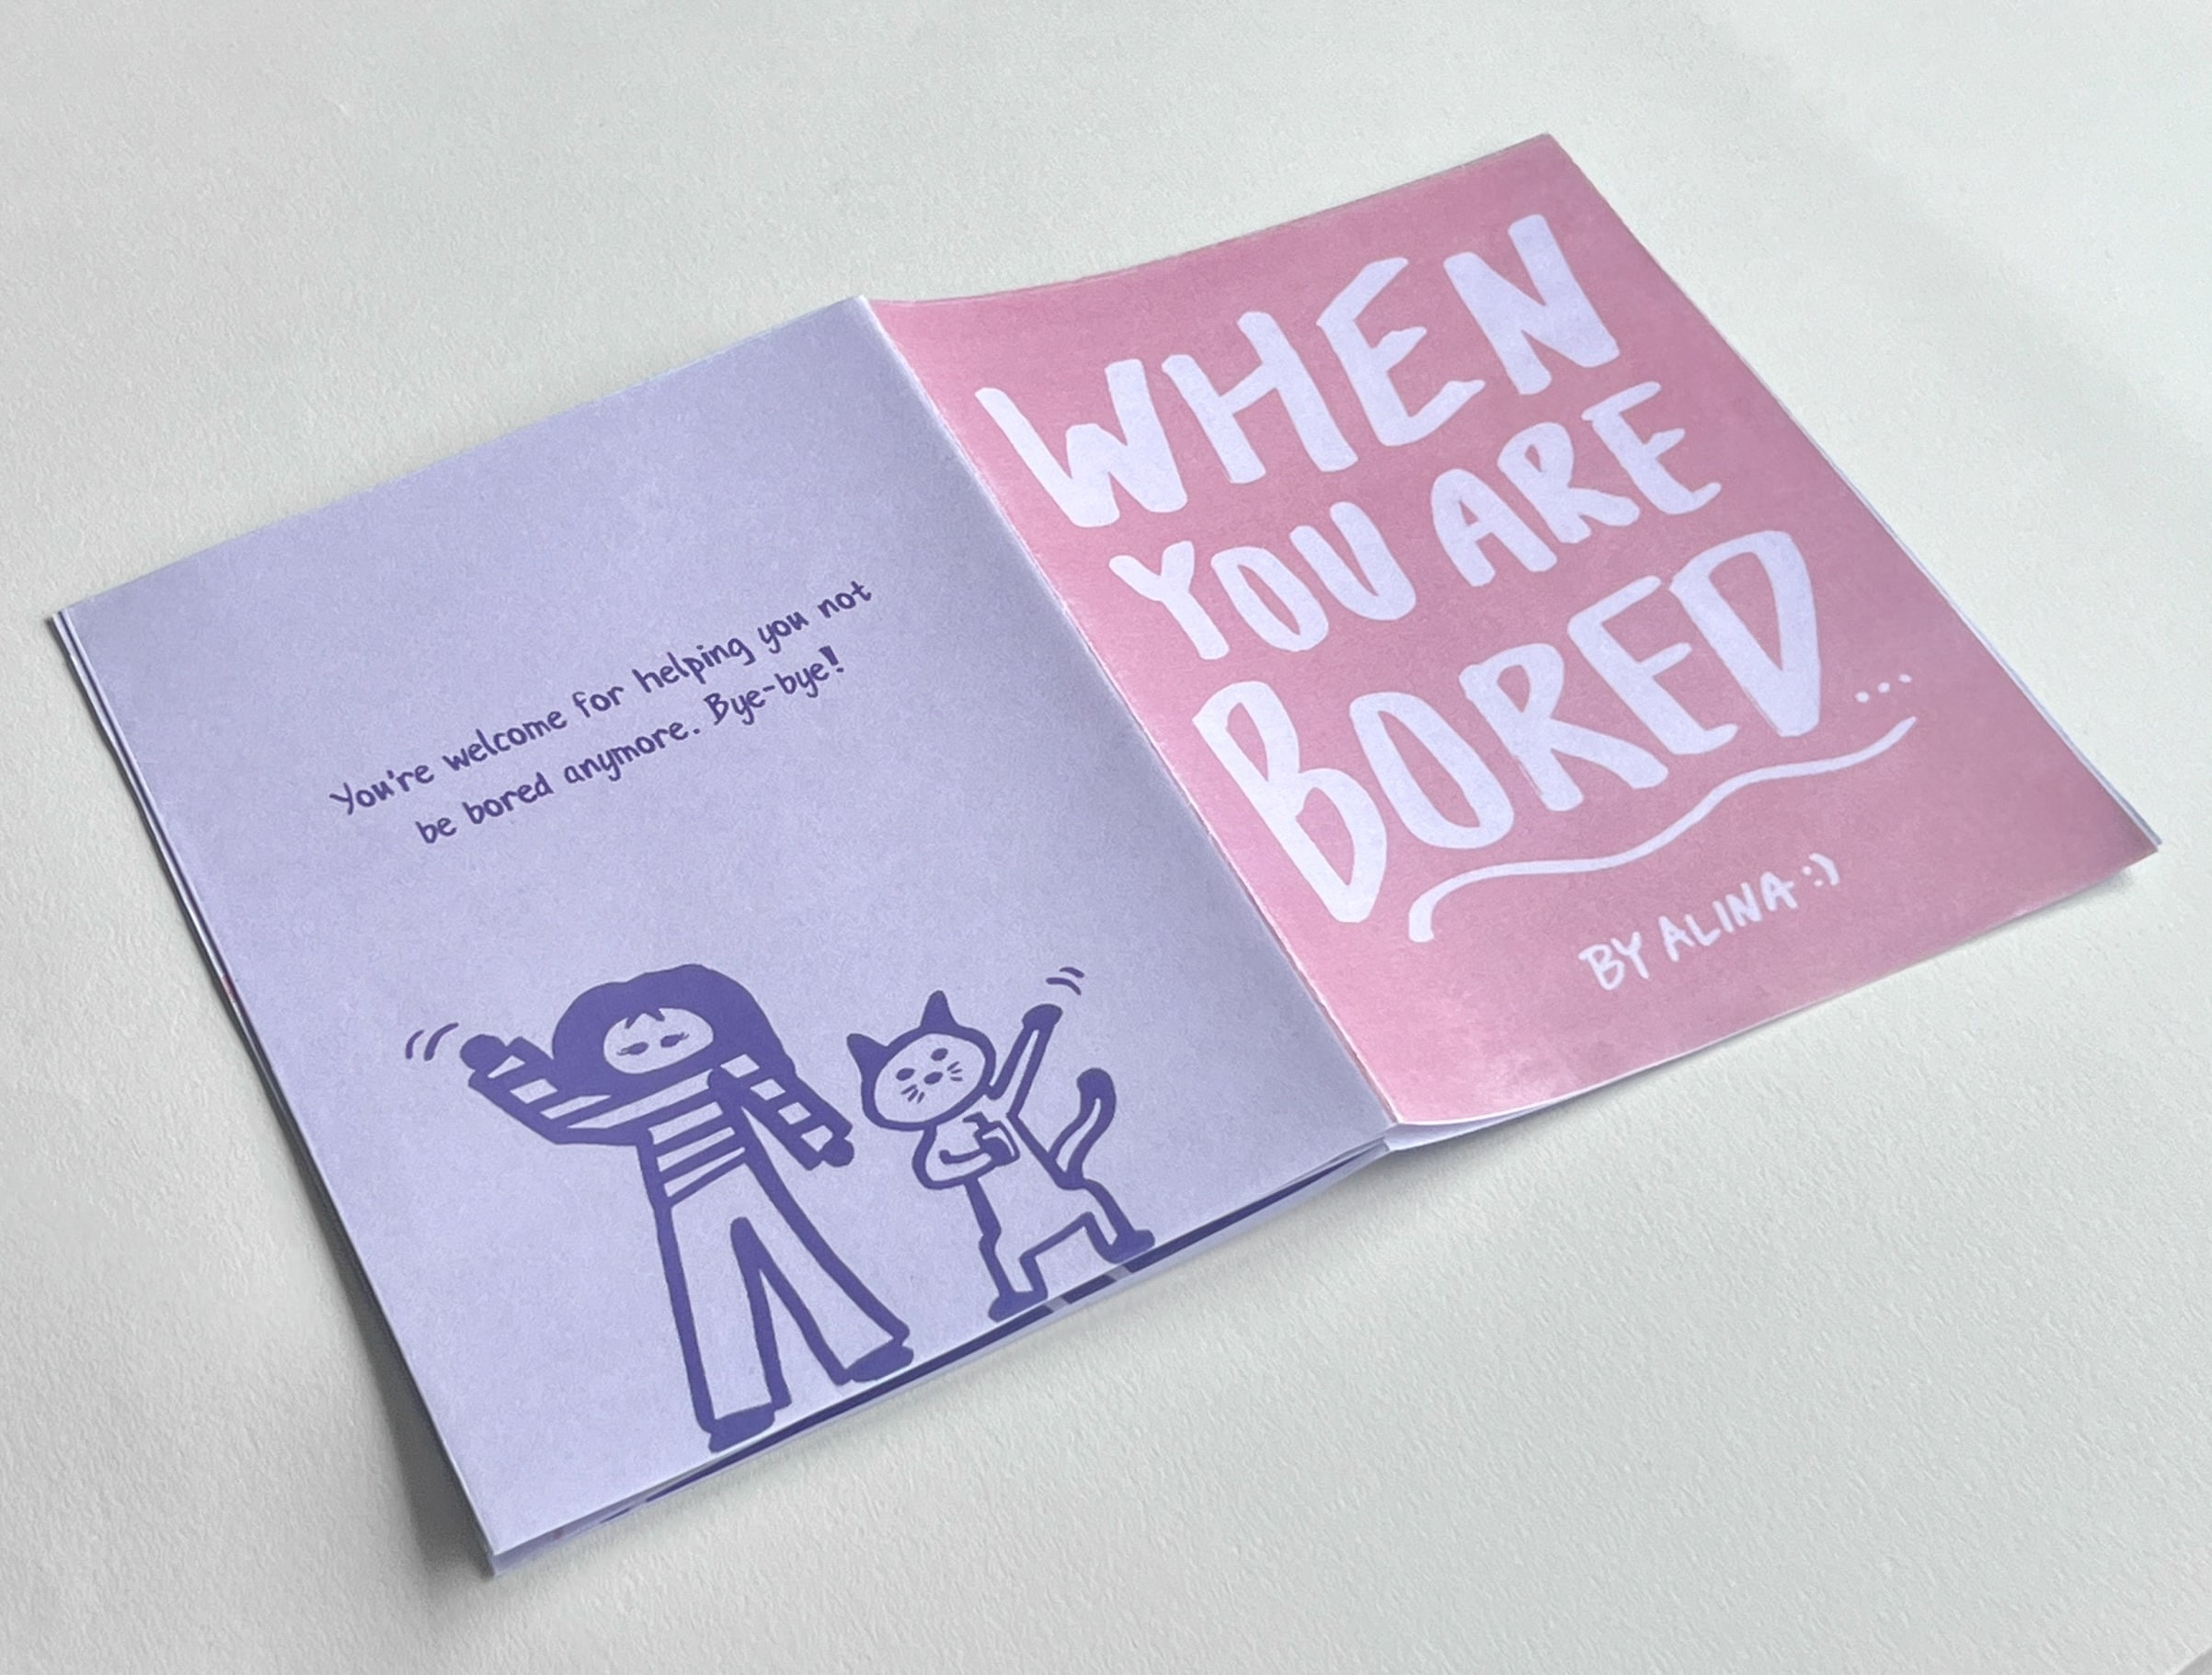 You're welcome for helping you not
be bored anymore. Bye-bye!
WHEN
YOU ARE
BORED...
BY ALINA :)